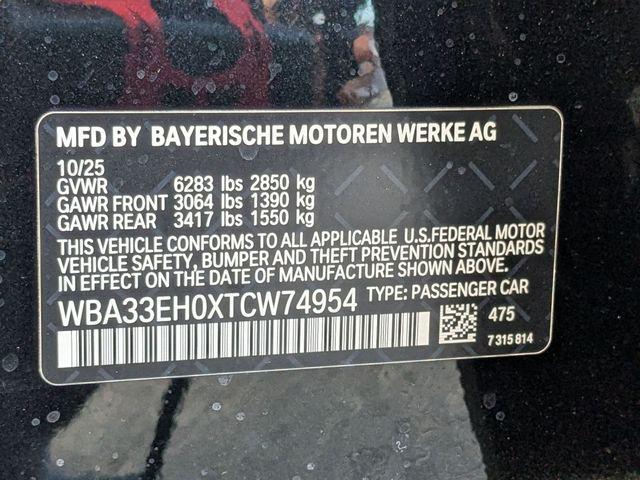 MFD BY BAYERISCHE MOTOREN WERKE AG
10/25
GVWR 6283 lbs 2850 kg
GAWR FRONT 3064 lbs 1390 kg
GAWR REAR 3417 lbs 1550 kg
THIS VEHICLE CONFORMS TO ALL APPLICABLE U.S.FEDERAL MOTOR
VEHICLE SAFETY, BUMPER AND THEFT PREVENTION STANDARDS
IN EFFECT ON THE DATE OF MANUFACTURE SHOWN ABOVE.
WBA33EH0XTCW74954 TYPE: PASSENGER CAR
475
7315814